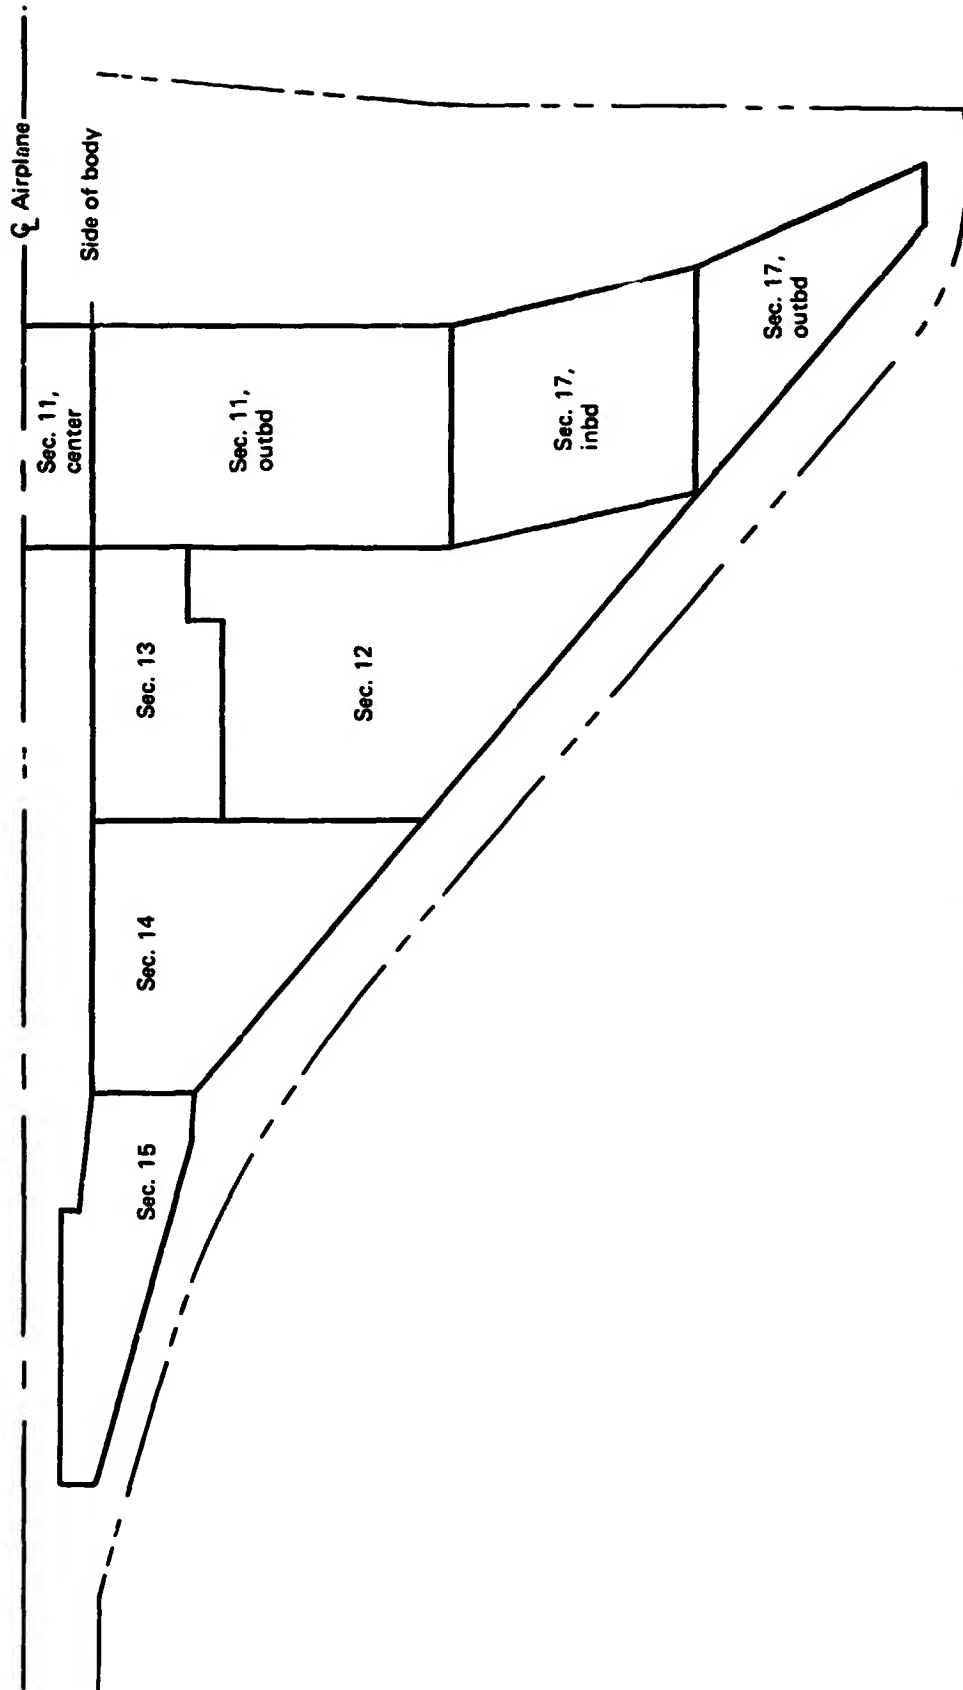 ℄ Airplane
Side of body
Sec. 11,
center
Sec. 11,
outbd
Sec. 17,
inbd
Sec. 17,
outbd
Sec. 13
Sec. 12
Sec. 14
Sec. 15